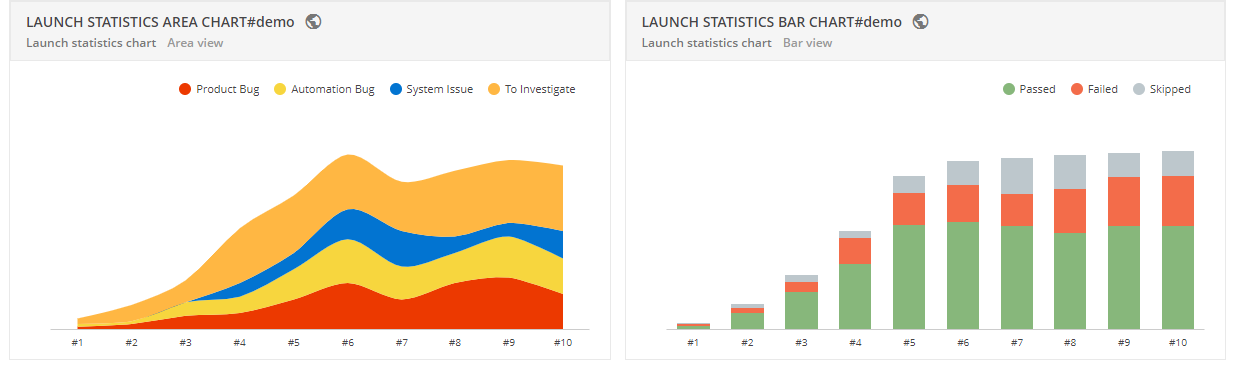 LAUNCH STATISTICS AREA CHART#demo
Launch statistics chart Area view
Product Bug Automation Bug System Issue To Investigate
#1 #2 #3 #4 #5 #6 #7 #8 #9 #10
LAUNCH STATISTICS BAR CHART#demo
Launch statistics chart Bar view
Passed Failed Skipped
#1 #2 #3 #4 #5 #6 #7 #8 #9 #10